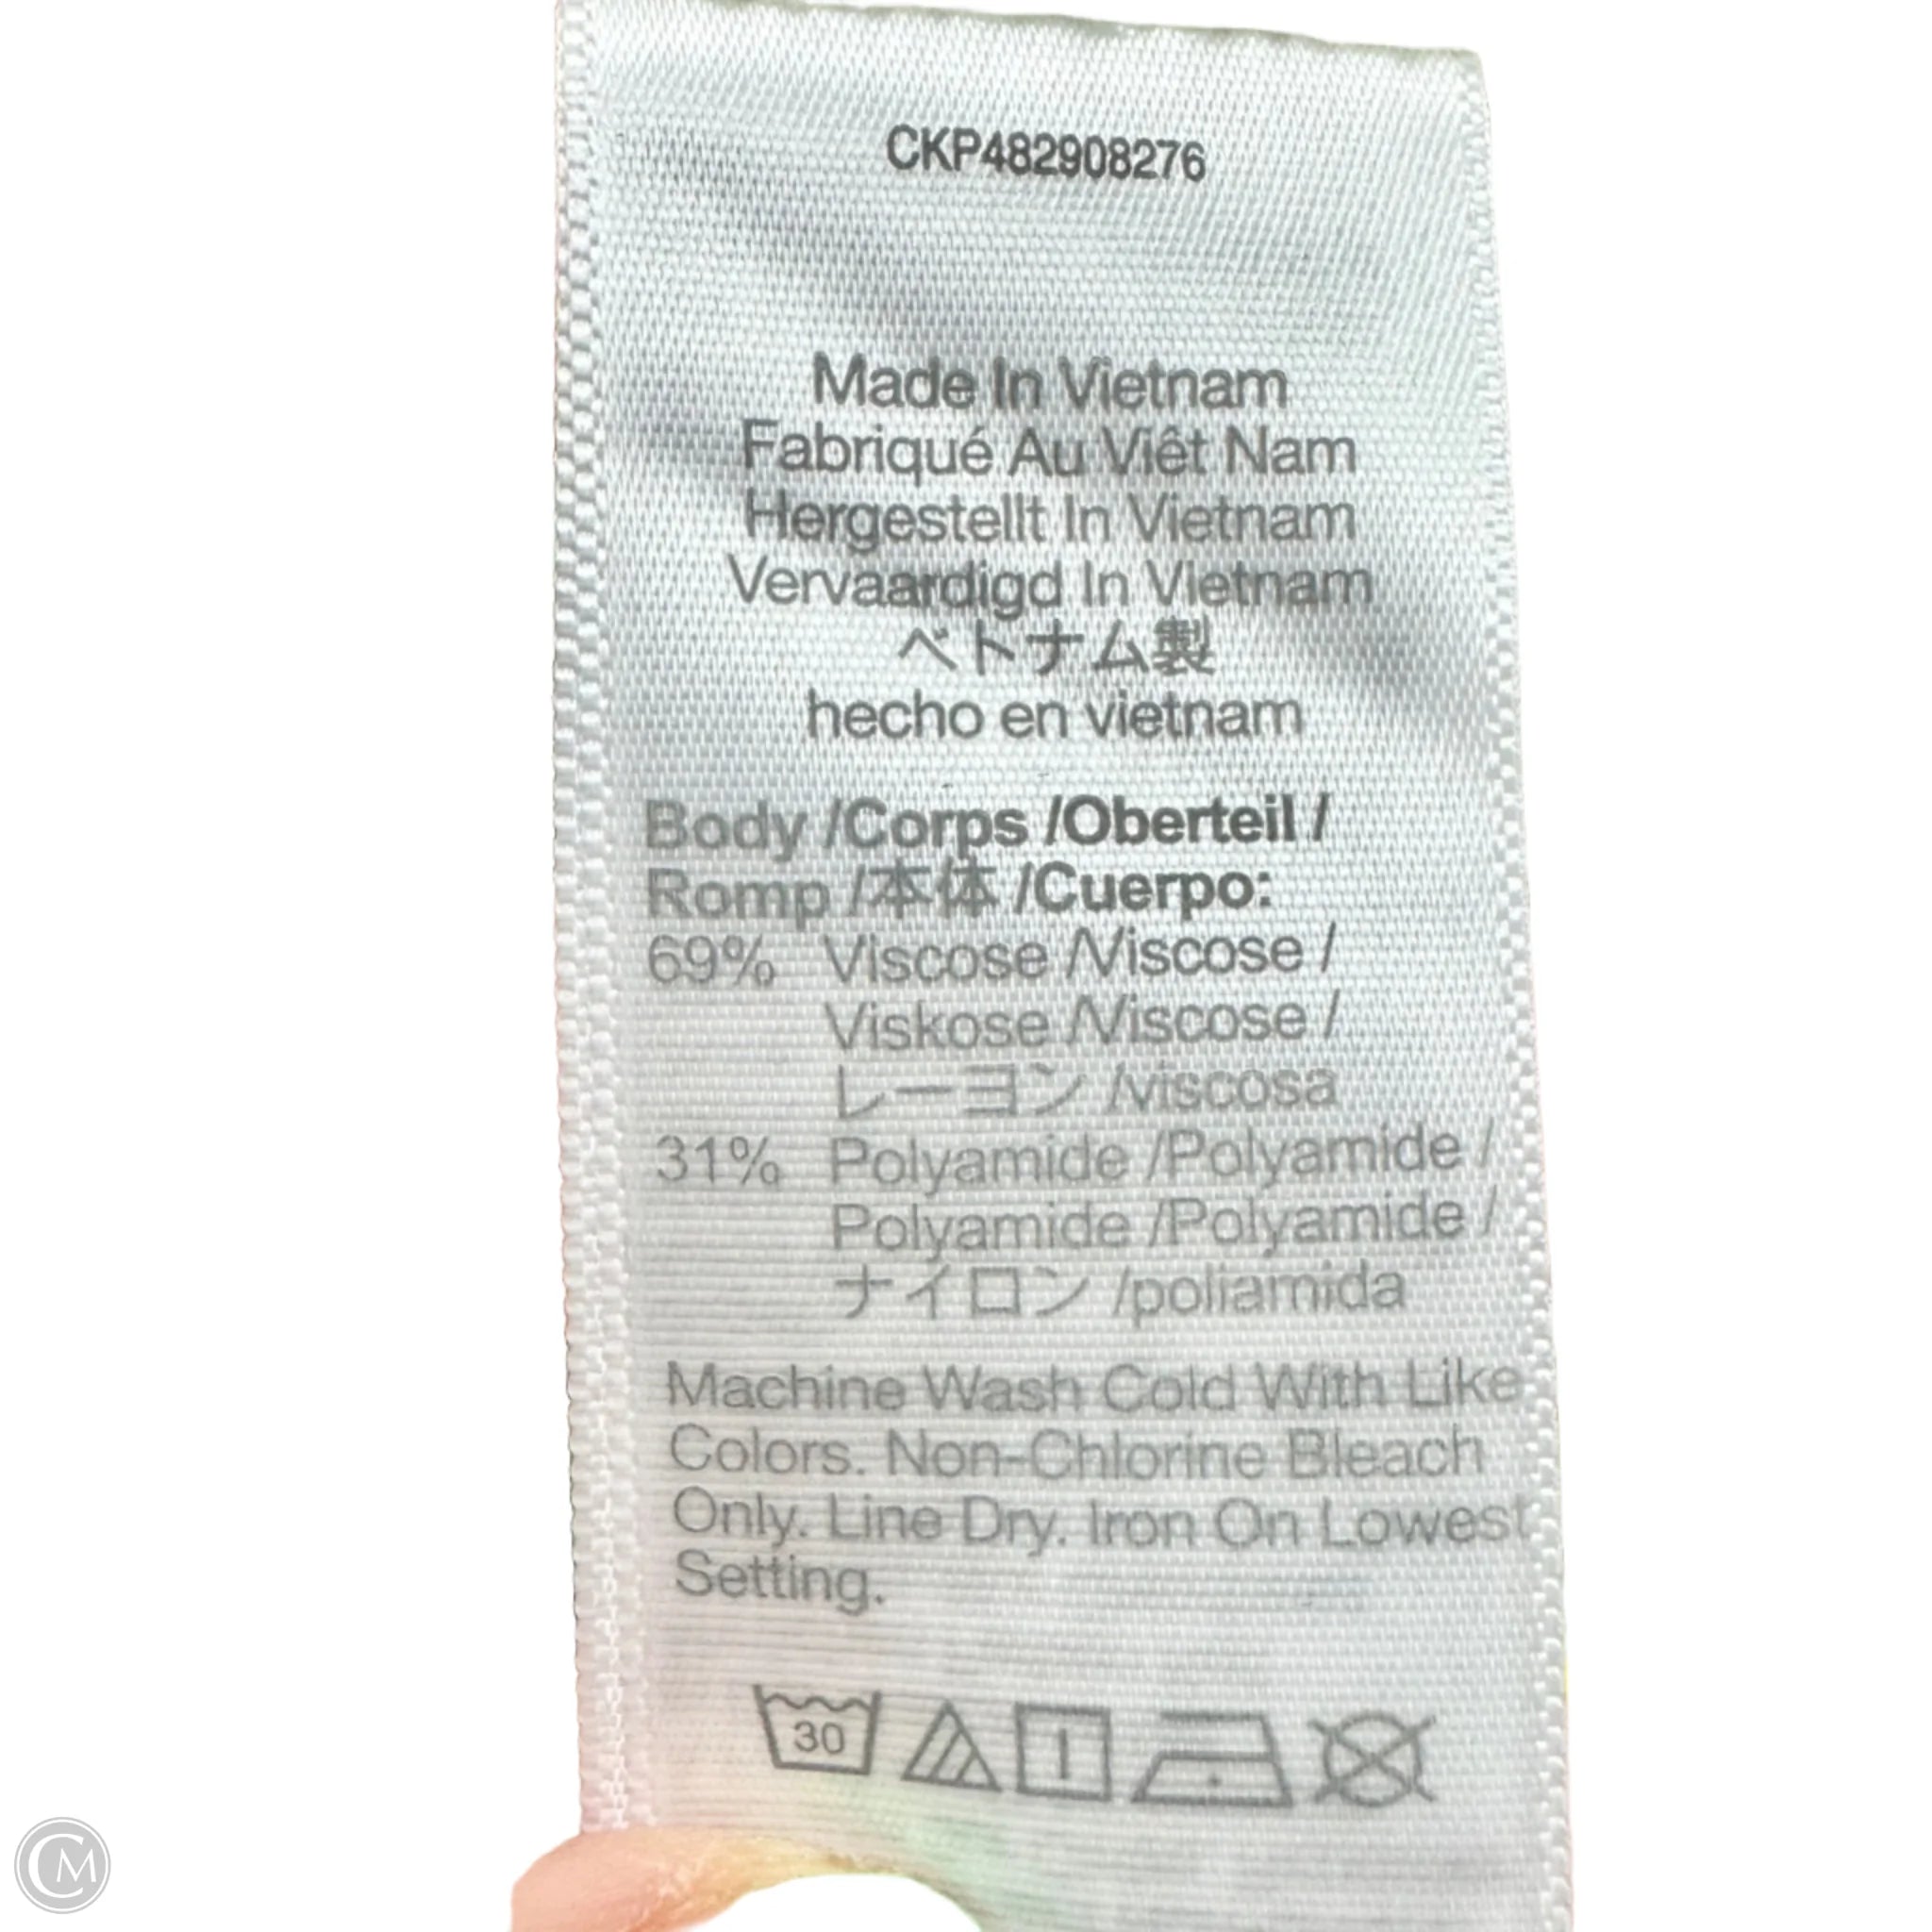 CKP482908276
Made In Vietnam
Fabriqué Au Viêt Nam
Hergestellt In Vietnam
Vervaardigd In Vietnam
ベトナム製
hecho en vietnam
Body /Corps /Oberteil /
Romp /本体 /Cuerpo:
69% Viscose /Viscose /
Viskose /Viscose /
レーヨン /viscosa
31% Polyamide /Polyamide /
Polyamide /Polyamide /
ナイロン /poliamida
Machine Wash Cold With Like
Colors. Non-Chlorine Bleach
Only. Line Dry. Iron On Lowest
Setting.
30
CM